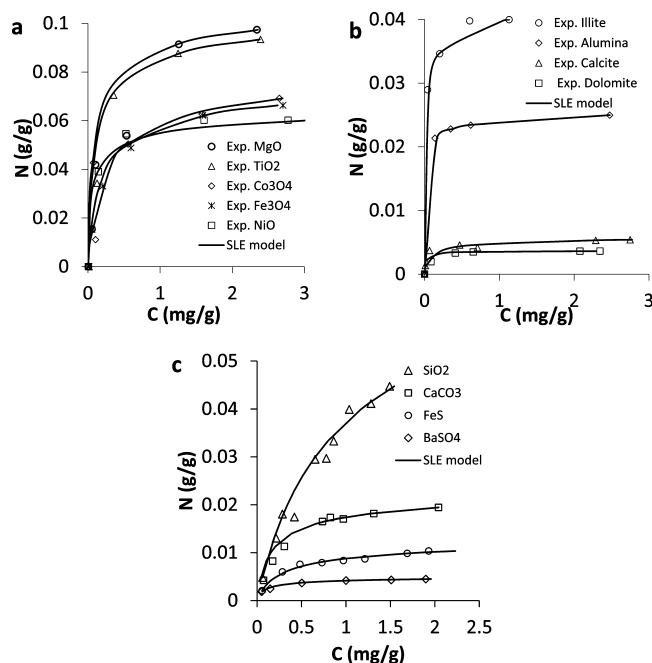 a
N (g/g)
0.1
0.08
0.06
0.04
0.02
0
0 1 2 3
C (mg/g)
Exp. MgO
Exp. TiO2
Exp. Co3O4
Exp. Fe3O4
Exp. NiO
SLE model
b
N (g/g)
0.04
0.03
0.02
0.01
0.00
0 1 2 3
C (mg/g)
Exp. Illite
Exp. Alumina
Exp. Calcite
Exp. Dolomite
SLE model
c
N (g/g)
0.05
0.04
0.03
0.02
0.01
0
0 0.5 1 1.5 2 2.5
C (mg/g)
SiO2
CaCO3
FeS
BaSO4
SLE model